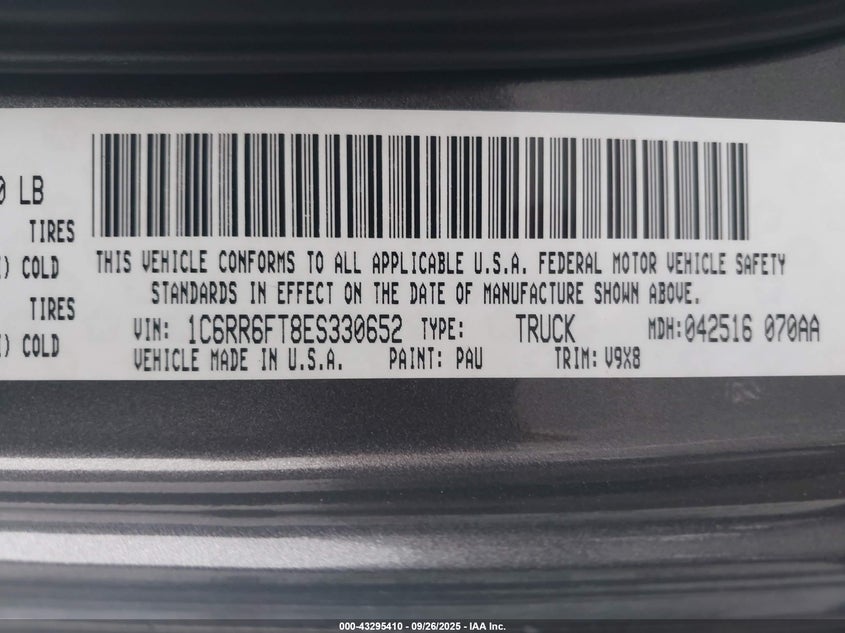 0 LB
TIRES
) COLD
TIRES
) COLD
THIS VEHICLE CONFORMS TO ALL APPLICABLE U.S.A. FEDERAL MOTOR VEHICLE SAFETY
STANDARDS IN EFFECT ON THE DATE OF MANUFACTURE SHOWN ABOVE.
VIN: 1C6RR6FT8ES330652 TYPE: TRUCK MDH: 042516 070AA
VEHICLE MADE IN U.S.A. PAINT: PAU TRIM: V9X8
000-43295410 - 09/26/2025 - IAA Inc.